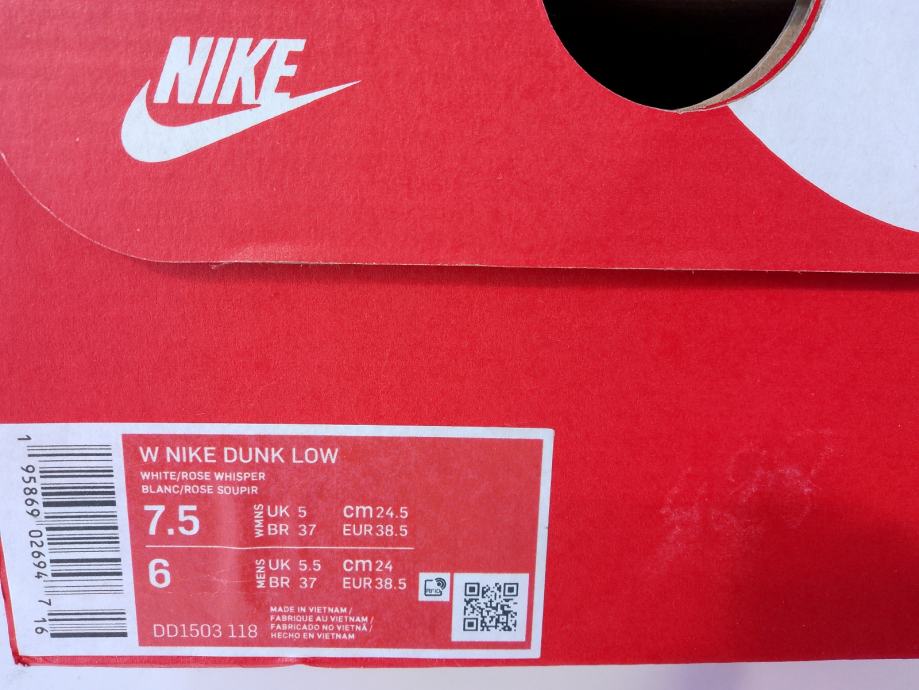 NIKE
W NIKE DUNK LOW
WHITE/ROSE WHISPER
BLANC/ROSE SOUPIR
7.5 WMNS UK 5 cm 24.5
BR 37 EUR 38.5
6 MENS UK 5.5 cm 24
BR 37 EUR 38.5
MADE IN VIETNAM /
FABRIQUE AU VIETNAM /
FABRICADO NO VIETNÃ /
HECHO EN VIETNAM
DD1503 118
RFID
1 95869 02694 7 16